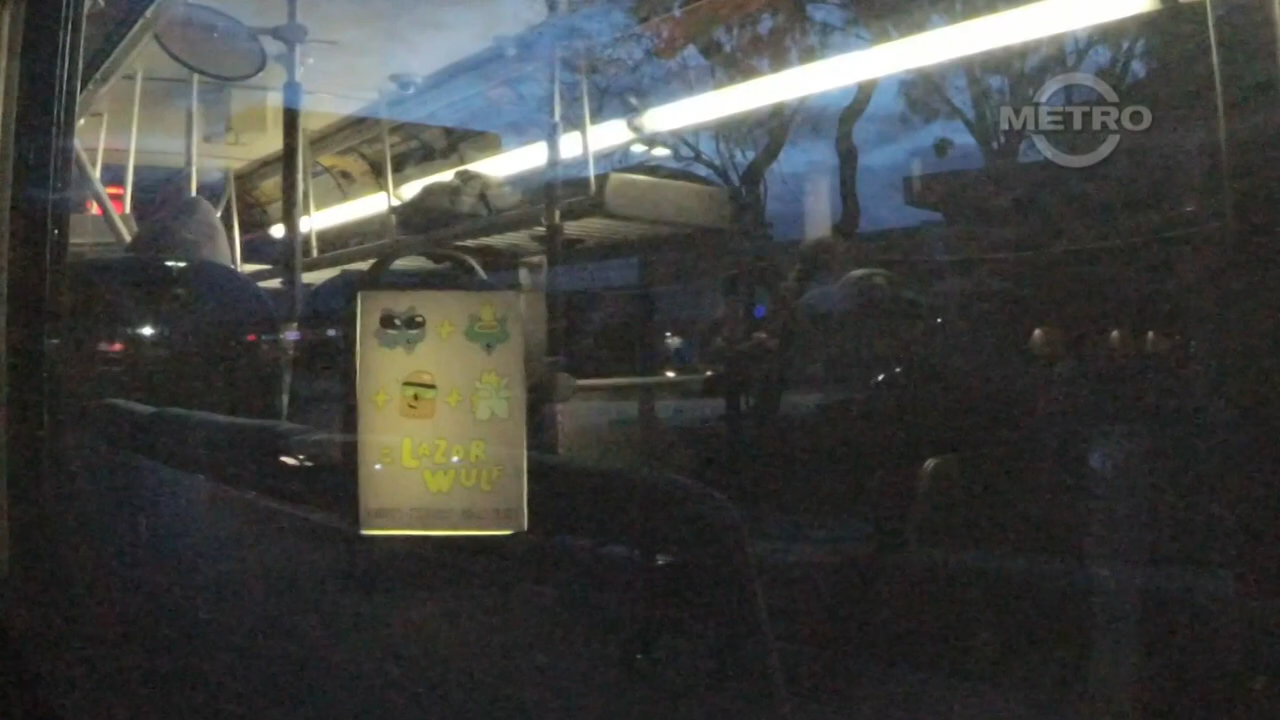 METRO
+
+ +
= LAZOR
WULF